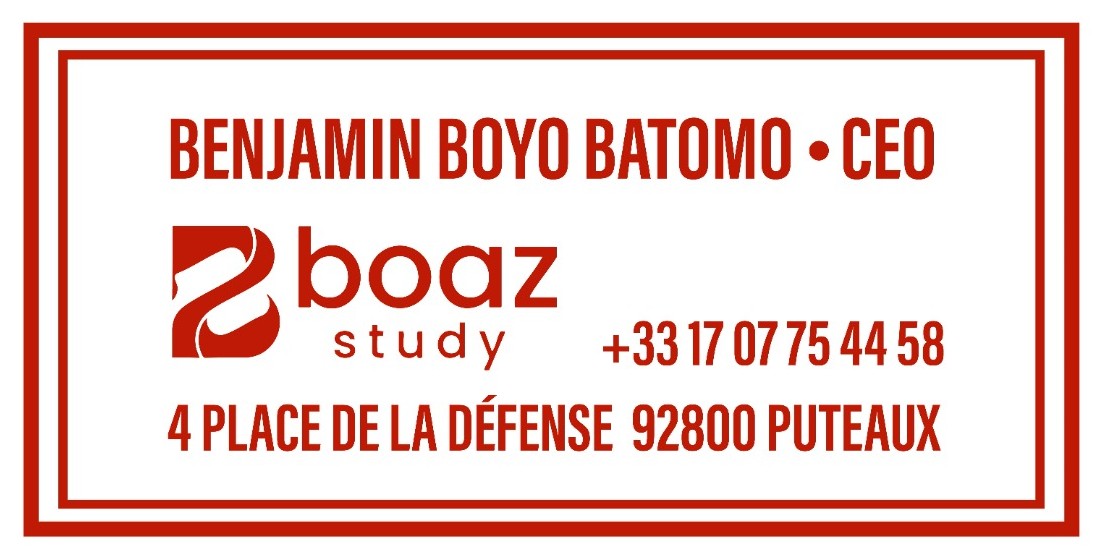 BENJAMIN BOYO BATOMO • CEO
boaz
study
+33 17 07 75 44 58
4 PLACE DE LA DÉFENSE 92800 PUTEAUX